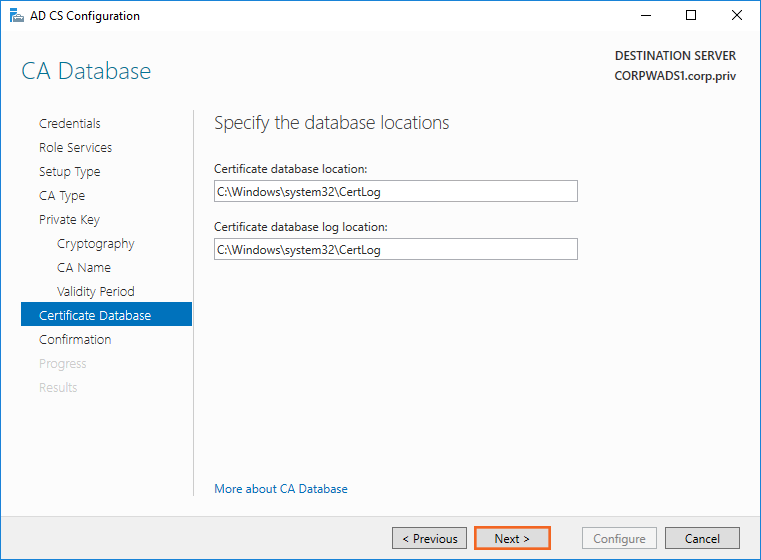 AD CS Configuration
CA Database
DESTINATION SERVER
CORPWADS1.corp.priv
Credentials
Role Services
Setup Type
CA Type
Private Key
Cryptography
CA Name
Validity Period
Certificate Database
Confirmation
Progress
Results
Specify the database locations
Certificate database location:
C:\Windows\system32\CertLog
Certificate database log location:
C:\Windows\system32\CertLog
More about CA Database
< Previous
Next >
Configure
Cancel